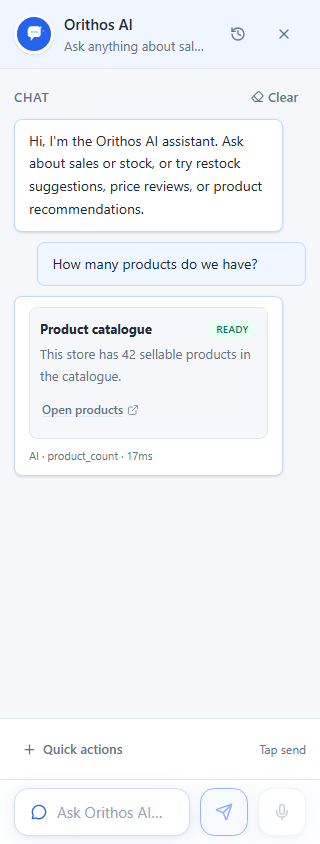 Orithos AI
Ask anything about sal...
CHAT
Clear
Hi, I'm the Orithos AI assistant. Ask
about sales or stock, or try restock
suggestions, price reviews, or product
recommendations.
How many products do we have?
Product catalogue
READY
This store has 42 sellable products in
the catalogue.
Open products
AI · product_count · 17ms
Quick actions
Tap send
Ask Orithos AI...